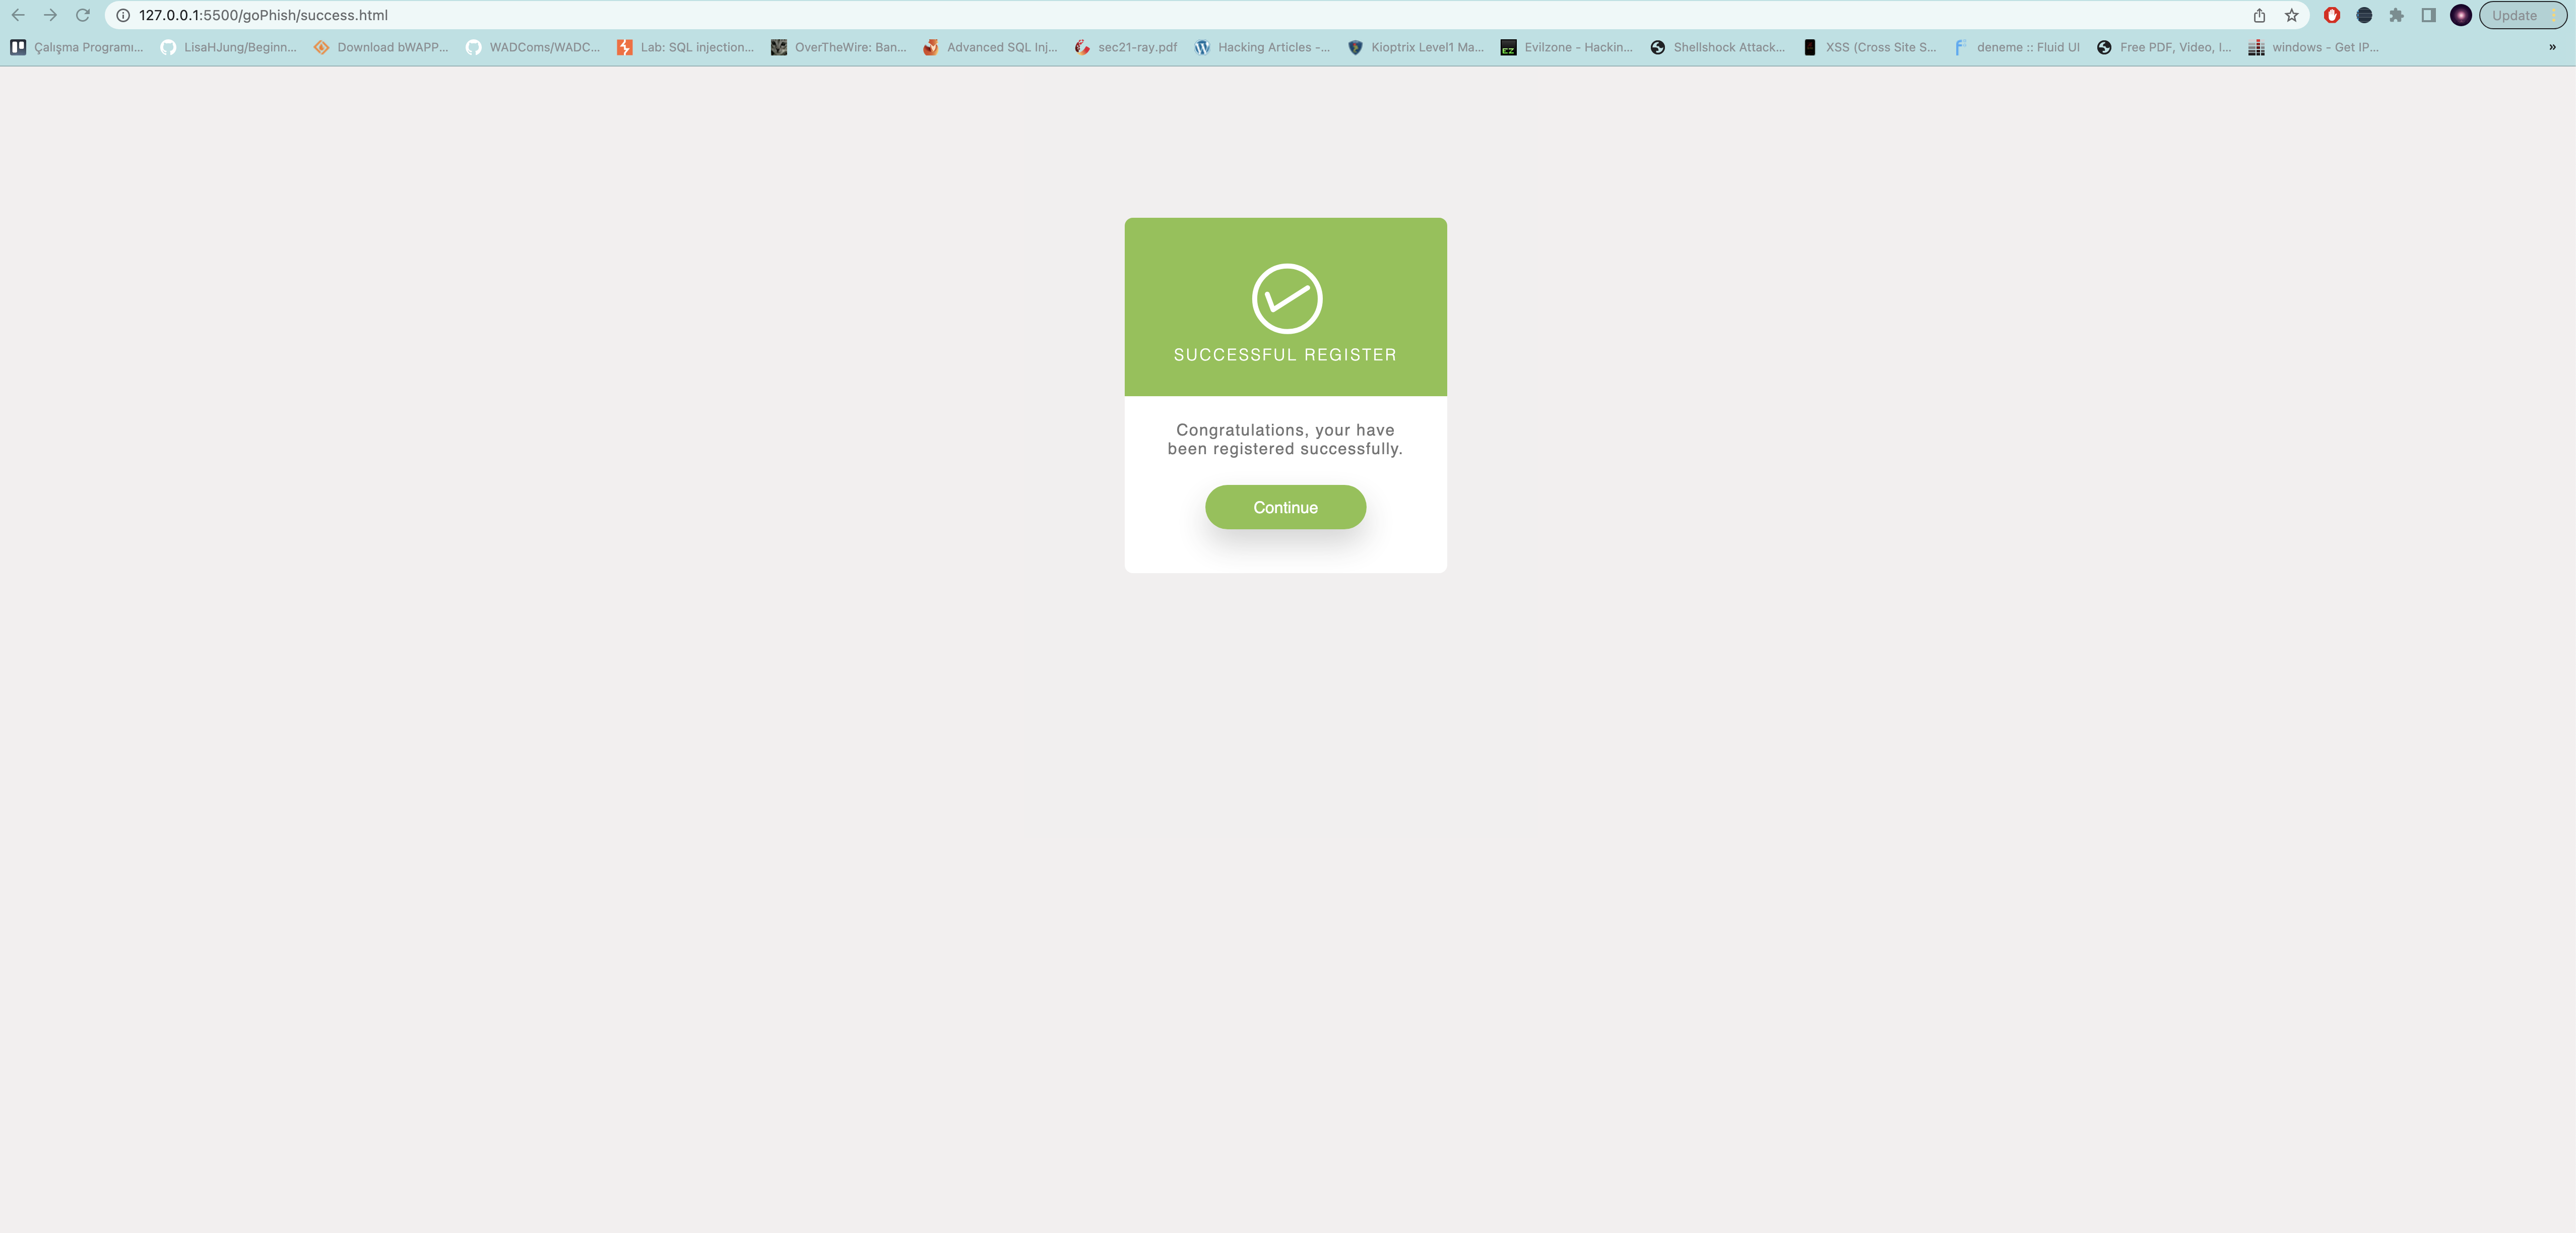 127.0.0.1:5500/goPhish/success.html
Update
Çalışma Programı... LisaHJung/Beginn... Download bWAPP... WADComs/WADC... Lab: SQL injection... OverTheWire: Ban... Advanced SQL Inj... sec21-ray.pdf Hacking Articles -... Kioptrix Level1 Ma... EZ Evilzone - Hackin... Shellshock Attack... XSS (Cross Site S... deneme :: Fluid UI Free PDF, Video, I... windows - Get IP... »
SUCCESSFUL REGISTER
Congratulations, your have
been registered successfully.
Continue